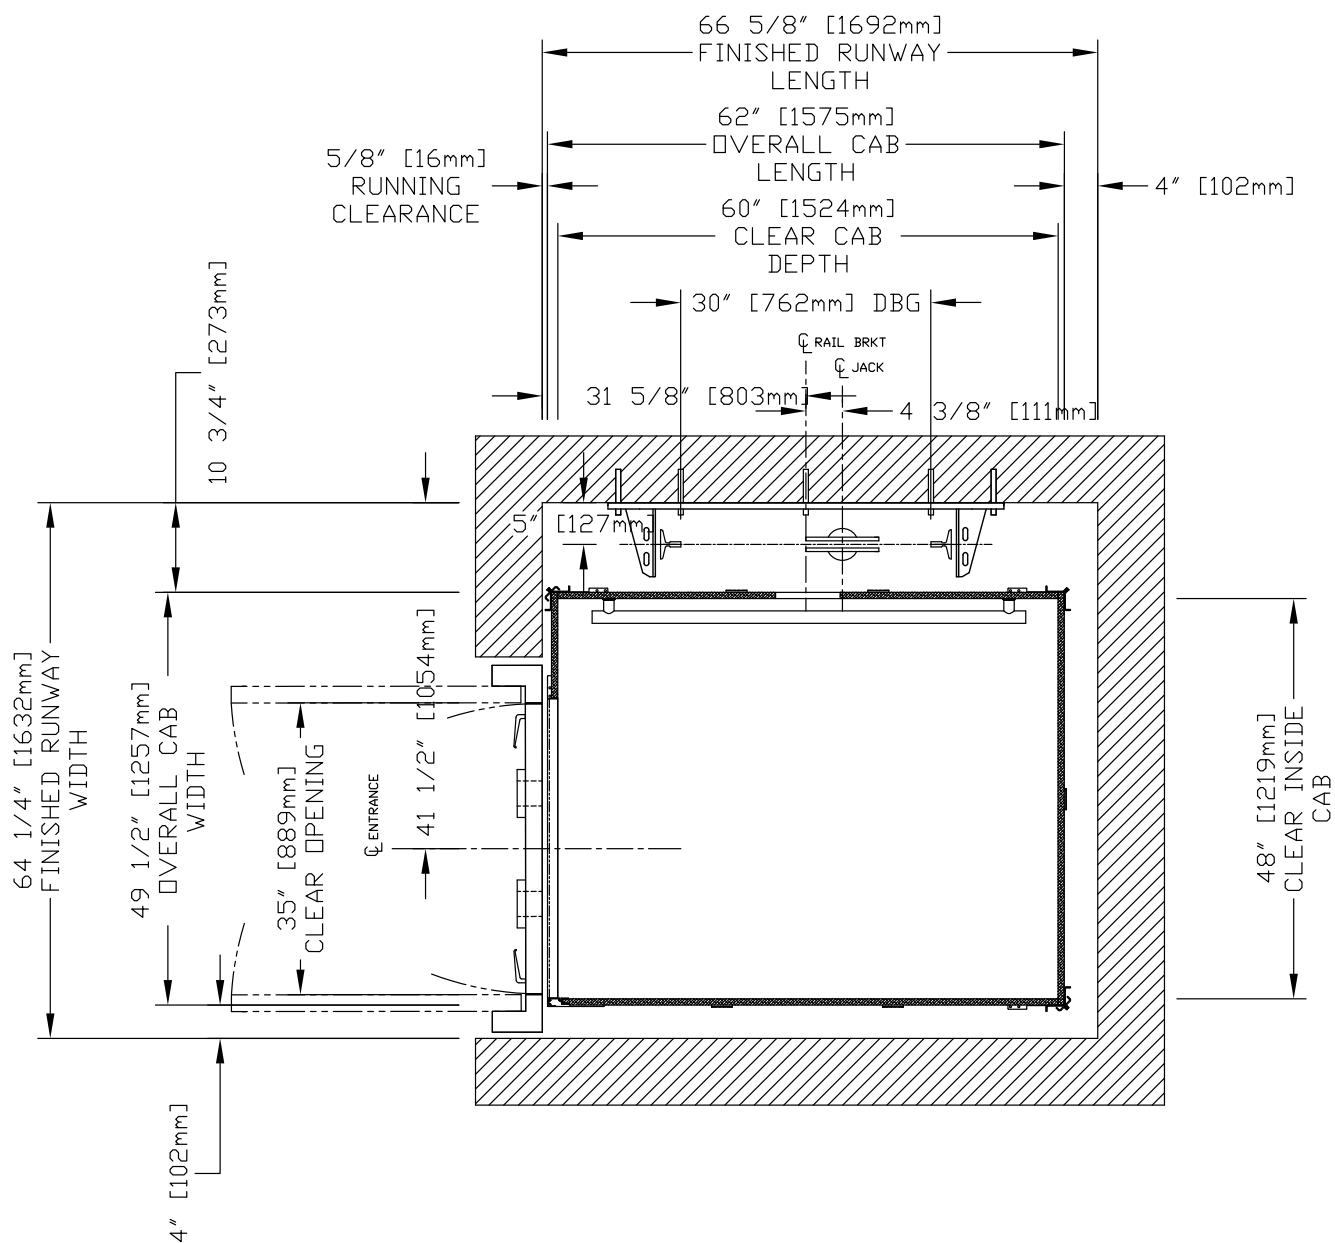 66 5/8" [1692mm]
FINISHED RUNWAY
LENGTH
62" [1575mm]
OVERALL CAB
LENGTH
5/8" [16mm]
RUNNING
CLEARANCE
4" [102mm]
60" [1524mm]
CLEAR CAB
DEPTH
30" [762mm] DBG
℄ RAIL BRKT
℄ JACK
31 5/8" [803mm]
4 3/8" [111mm]
10 3/4" [273mm]
5" [127mm]
64 1/4" [1632mm]
FINISHED RUNWAY
WIDTH
49 1/2" [1257mm]
OVERALL CAB
WIDTH
35" [889mm]
CLEAR OPENING
℄ ENTRANCE
41 1/2" [1054mm]
48" [1219mm]
CLEAR INSIDE
CAB
4" [102mm]